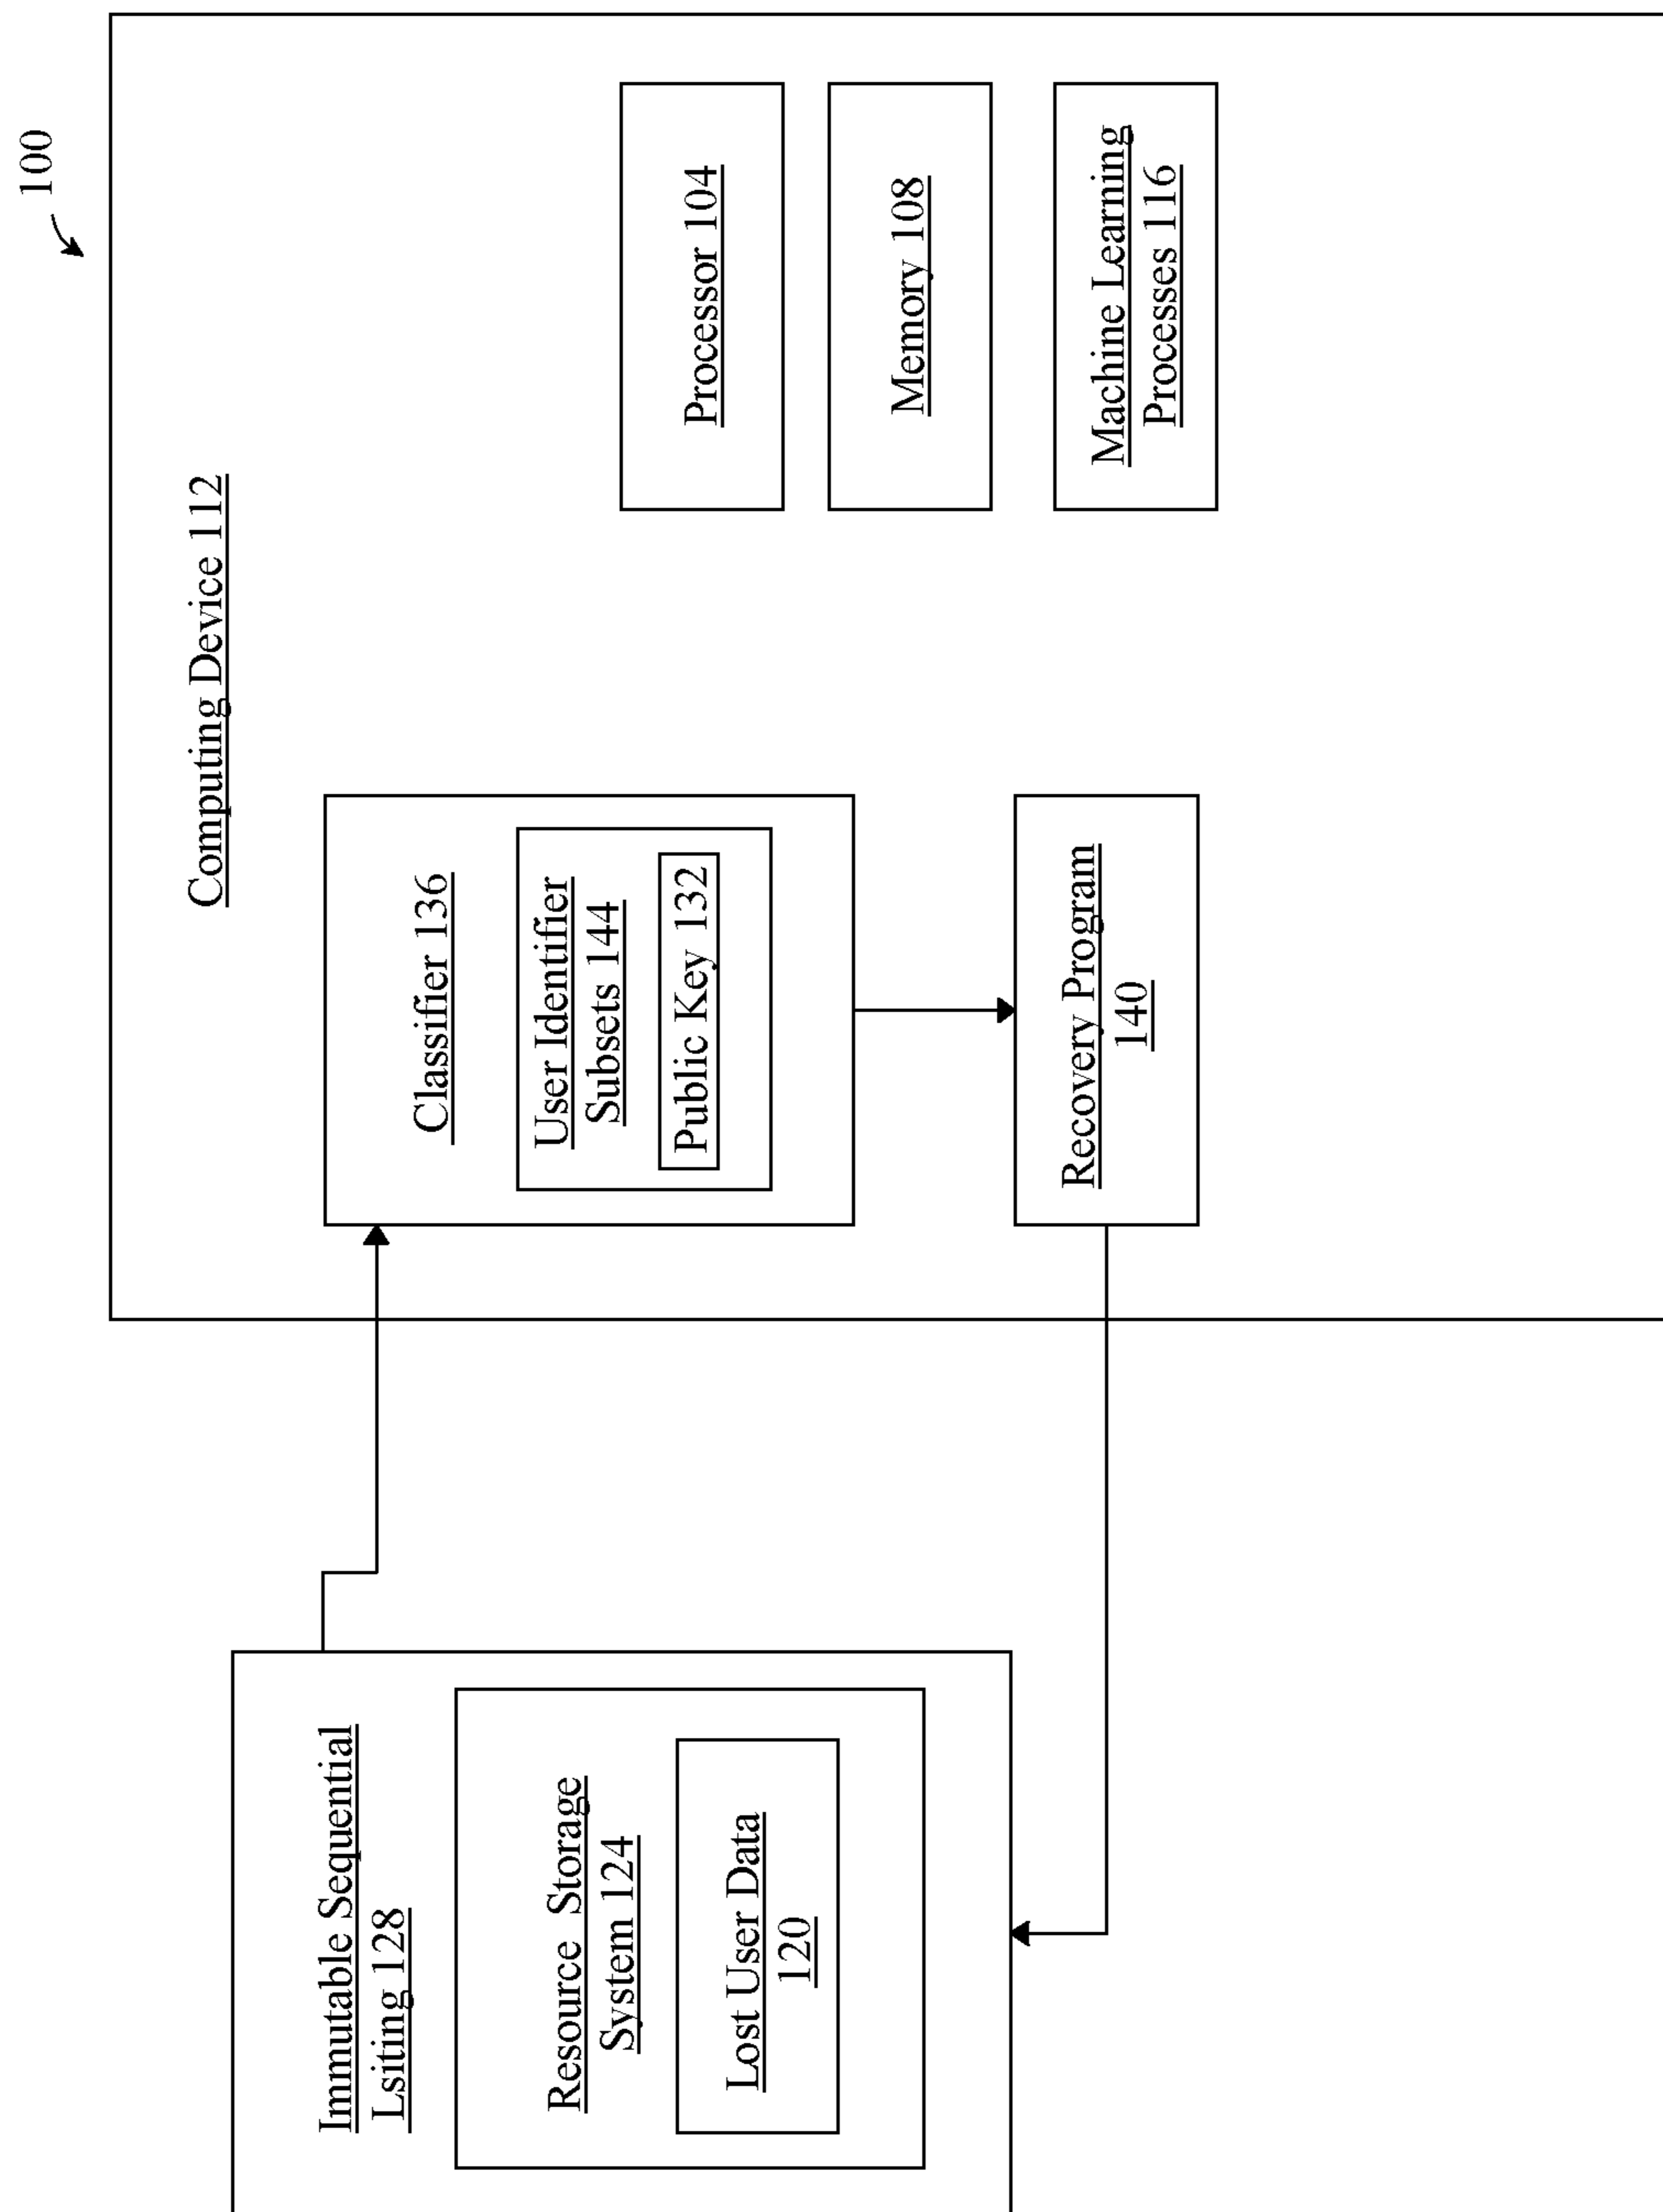 100
Computing Device 112
Immutable Sequential
Lsiting 128
Resource Storage
System 124
Lost User Data
120
Classifier 136
User Identifier
Subsets 144
Public Key 132
Recovery Program
140
Processor 104
Memory 108
Machine Learning
Processes 116